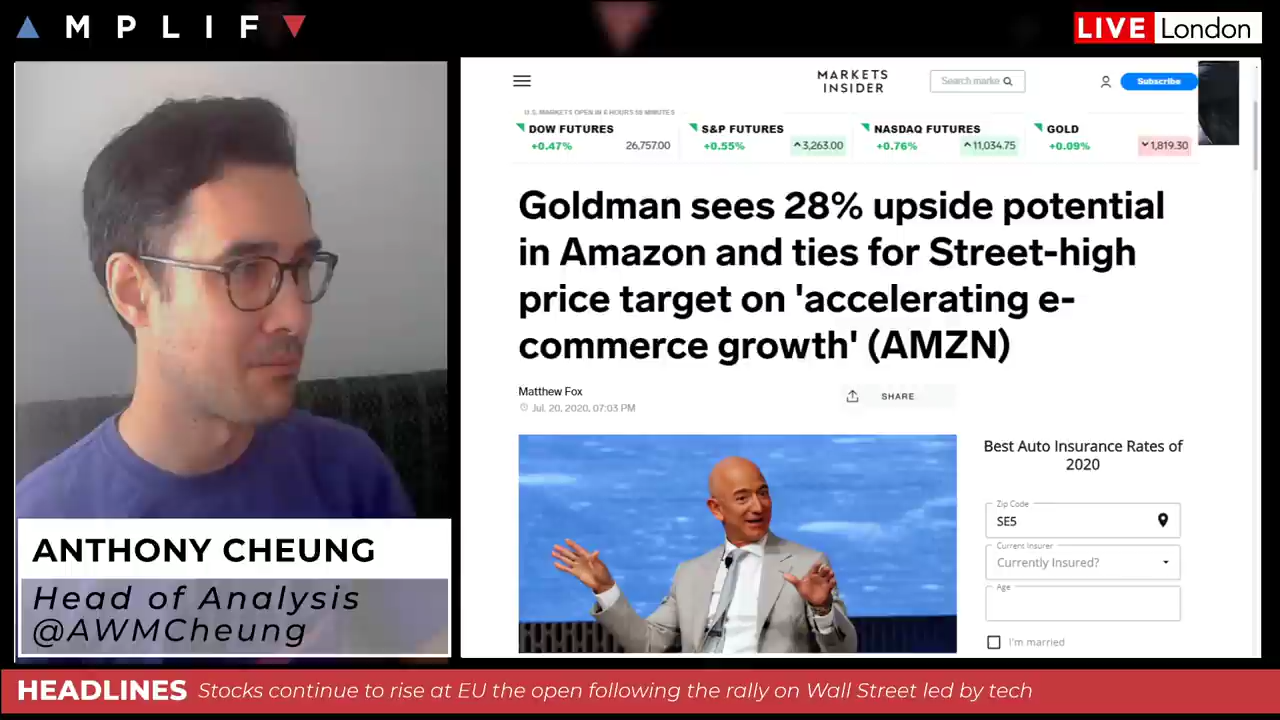 MPLIF
LIVE London
MARKETS
INSIDER
Search marke
Subscribe
U.S. MARKETS OPEN IN 6 HOURS 58 MINUTES
DOW FUTURES
+0.47% 26,757.00
S&P FUTURES
+0.55% 3,263.00
NASDAQ FUTURES
+0.76% 11,034.75
GOLD
+0.09% 1,819.30
Goldman sees 28% upside potential
in Amazon and ties for Street-high
price target on 'accelerating e-
commerce growth' (AMZN)
Matthew Fox
Jul. 20, 2020, 07:03 PM
SHARE
Best Auto Insurance Rates of
2020
Zip Code
SE5
Current Insurer
Currently Insured?
Age
I'm married
ANTHONY CHEUNG
Head of Analysis
@AWMCheung
HEADLINES Stocks continue to rise at EU the open following the rally on Wall Street led by tech